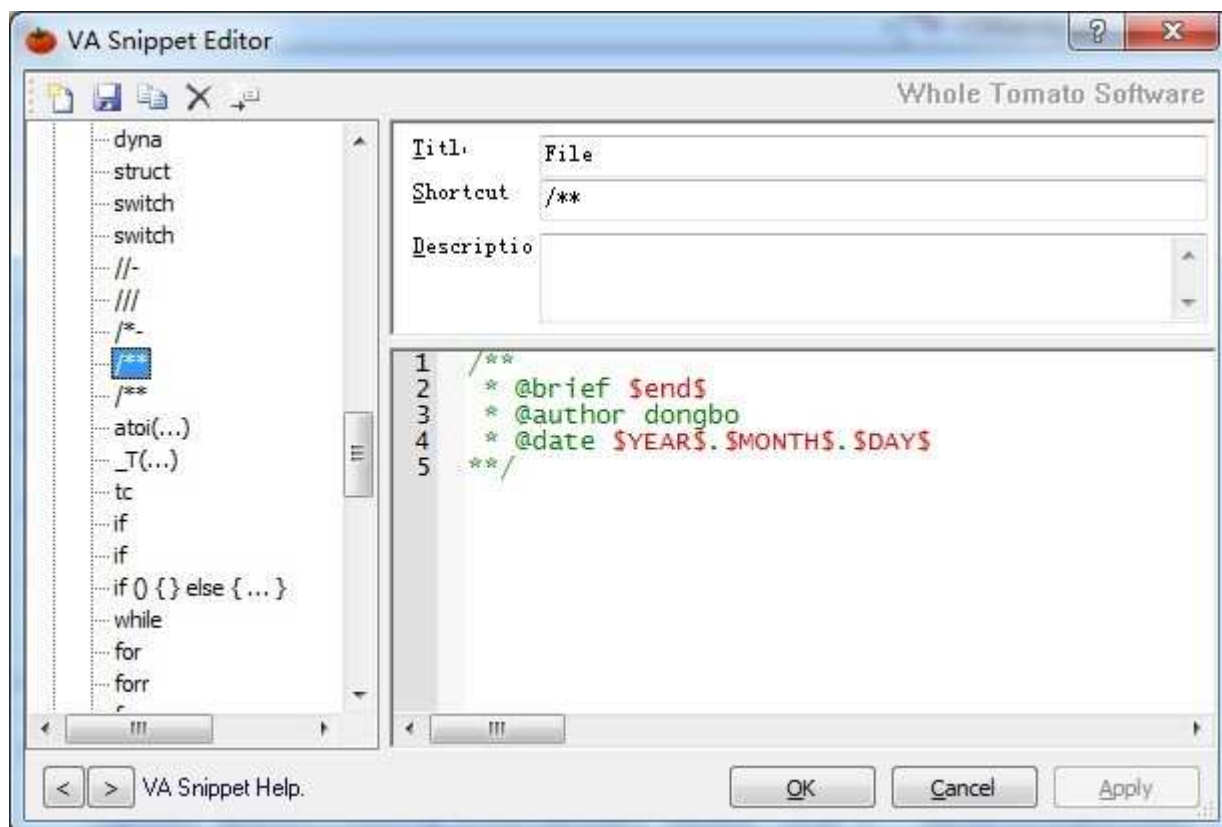 VA Snippet Editor
Whole Tomato Software
dyna
struct
switch
switch
//-
///
/*-
/**
/**
atoi(...)
_T(...)
tc
if
if
if () { } else { ... }
while
for
forr
Titl
File
Shortcut
/**
Descriptio
1 /**
2 * @brief $end$
3 * @author dongbo
4 * @date $YEAR$.$MONTH$.$DAY$
5 **/
< > VA Snippet Help.
OK
Cancel
Apply